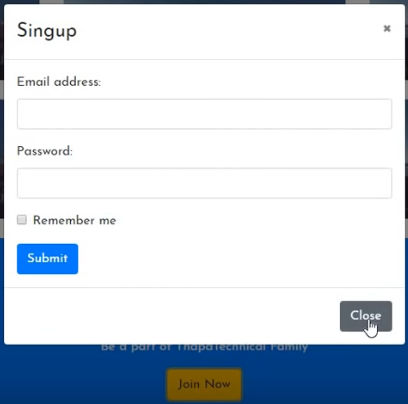 Singup
×
Email address:
Password:
Remember me
Submit
Close
Be a part of ThapaTechnical Family
Join Now